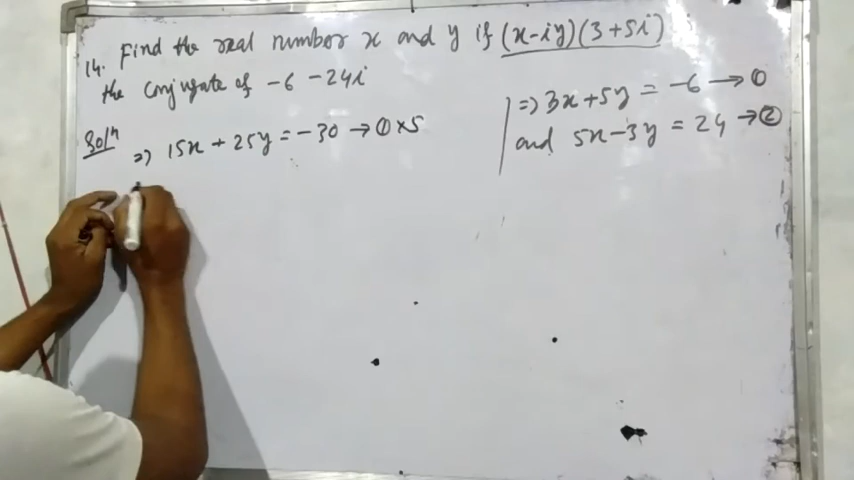 14. Find the real number x and y if (x-iy)(3+5i)
the conjugate of -6 -24i
Solⁿ
⇒ 15x + 25y = -30 → ① ×5
⇒ 3x+5y = -6 → ①
and 5x-3y = 24 → ②